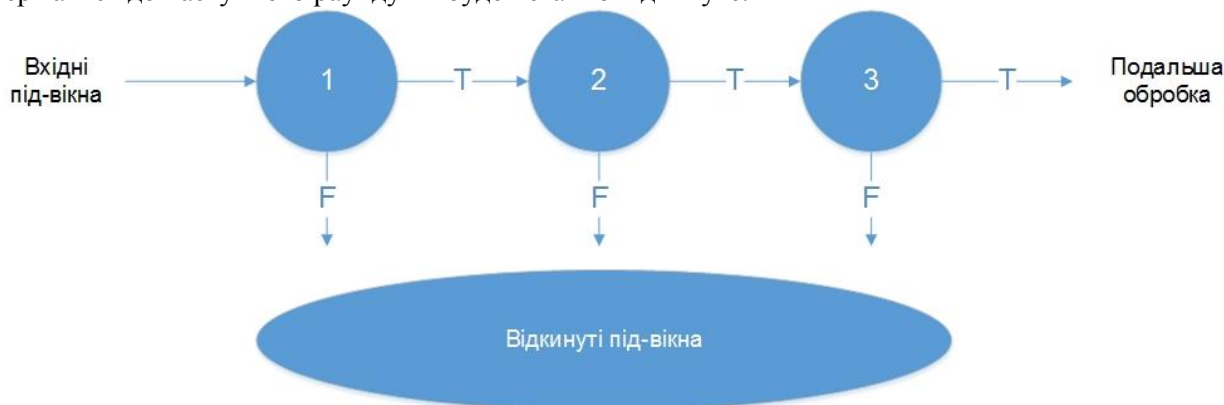 Вхідні
під-вікна
1
T
2
T
3
T
Подальша
обробка
F
F
F
Відкинуті під-вікна